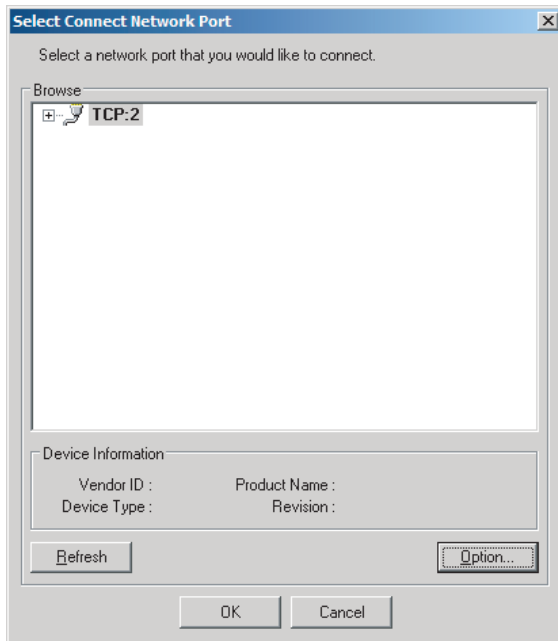 Select Connect Network Port
Select a network port that you would like to connect.
Browse
TCP:2
Device Information
Vendor ID : Product Name :
Device Type : Revision :
Refresh Option...
OK Cancel